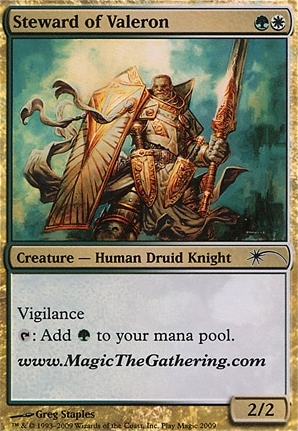 Steward of Valeron
Creature — Human Druid Knight
Vigilance
: Add to your mana pool.
www.MagicTheGathering.com
Greg Staples
2/2
™ & © 1993–2009 Wizards of the Coast, Inc. Play Magic 2009